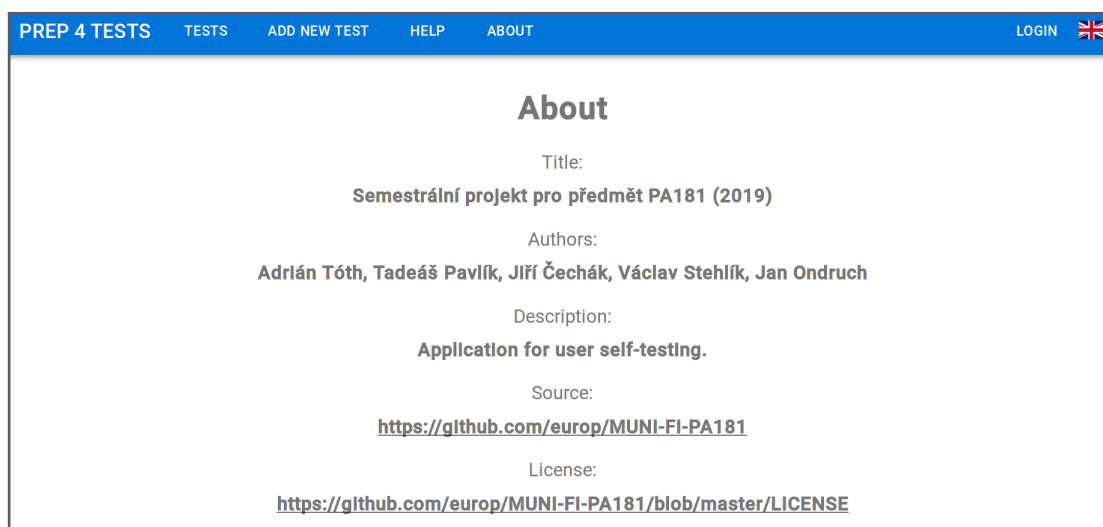 PREP 4 TESTS TESTS ADD NEW TEST HELP ABOUT LOGIN
About
Title:
Semestrální projekt pro předmět PA181 (2019)
Authors:
Adrián Tóth, Tadeáš Pavlík, Jiří Čechák, Václav Stehlík, Jan Ondruch
Description:
Application for user self-testing.
Source:
https://github.com/europ/MUNI-FI-PA181
License:
https://github.com/europ/MUNI-FI-PA181/blob/master/LICENSE